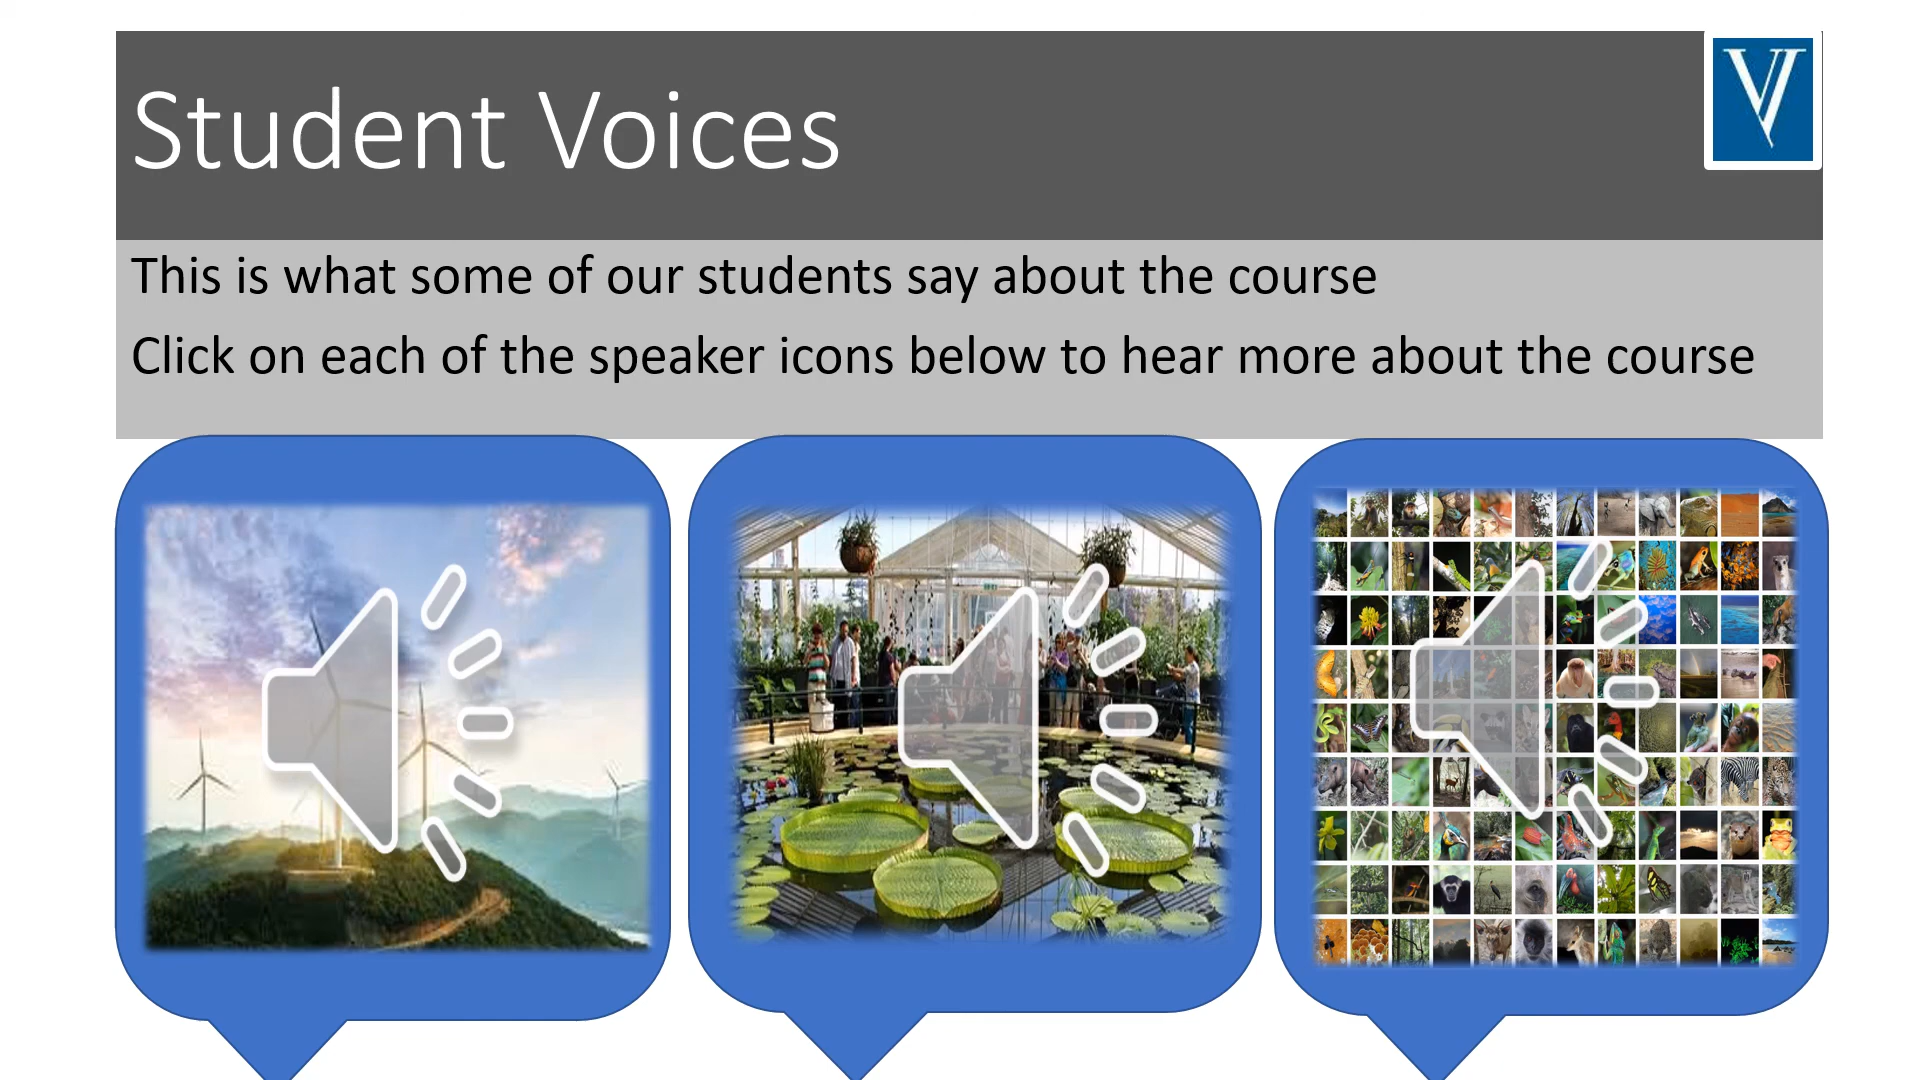 Student Voices
V
This is what some of our students say about the course
Click on each of the speaker icons below to hear more about the course